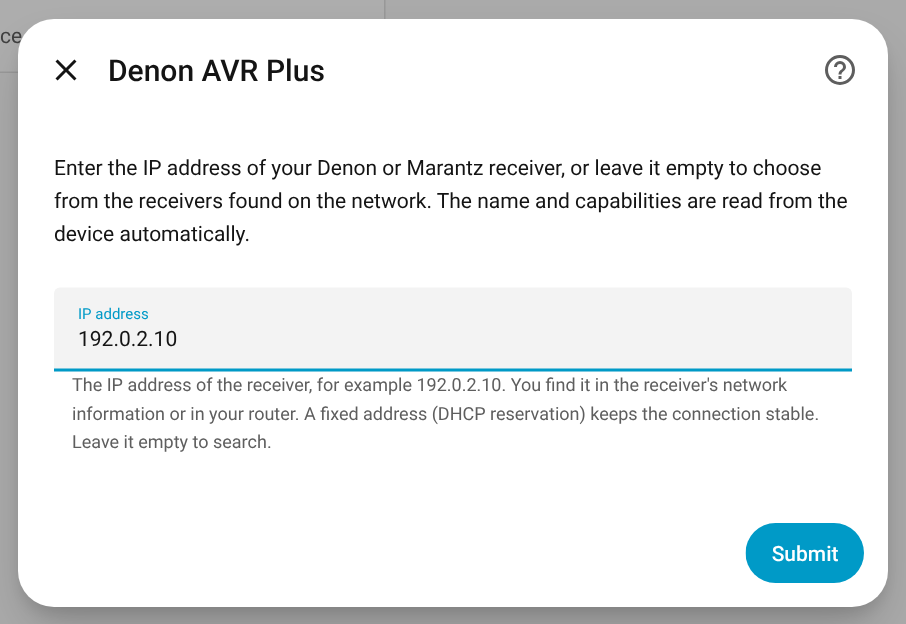 ce
Denon AVR Plus
Enter the IP address of your Denon or Marantz receiver, or leave it empty to choose
from the receivers found on the network. The name and capabilities are read from the
device automatically.
IP address
192.0.2.10
The IP address of the receiver, for example 192.0.2.10. You find it in the receiver's network
information or in your router. A fixed address (DHCP reservation) keeps the connection stable.
Leave it empty to search.
Submit